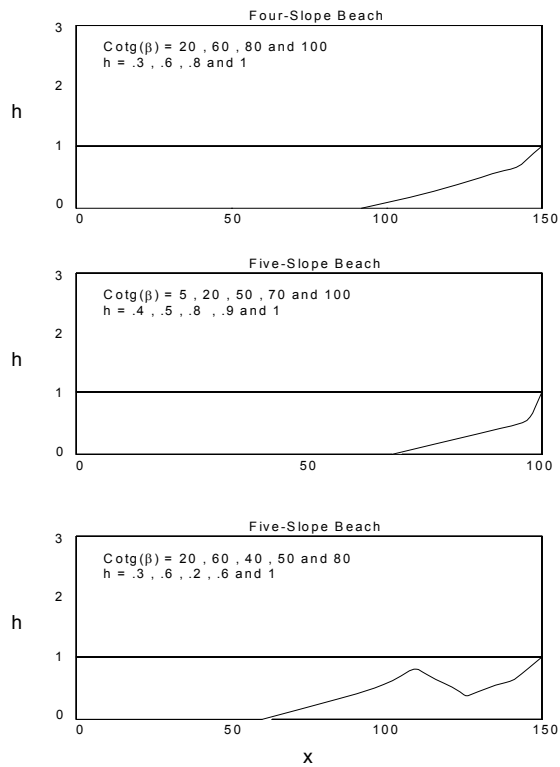 Four-Slope Beach
3
Cotg(β) = 20 , 60 , 80 and 100
h = .3 , .6 , .8 and 1
2
h
1
0
0 50 100 150
Five-Slope Beach
3
Cotg(β) = 5 , 20 , 50 , 70 and 100
h = .4 , .5 , .8 , .9 and 1
2
h
1
0
0 50 100
Five-Slope Beach
3
Cotg(β) = 20 , 60 , 40 , 50 and 80
h = .3 , .6 , .2 , .6 and 1
2
h
1
0
0 50 100 150
x